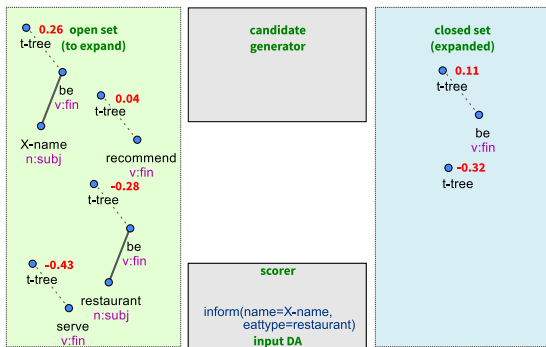 0.26 open set
(to expand)
t-tree
be
v:fin
X-name
n:subj
0.04
t-tree
recommend
v:fin
-0.28
t-tree
be
v:fin
restaurant
n:subj
-0.43
t-tree
serve
v:fin
candidate
generator
scorer
inform(name=X-name,
eattype=restaurant)
input DA
closed set
(expanded)
0.11
t-tree
be
v:fin
-0.32
t-tree